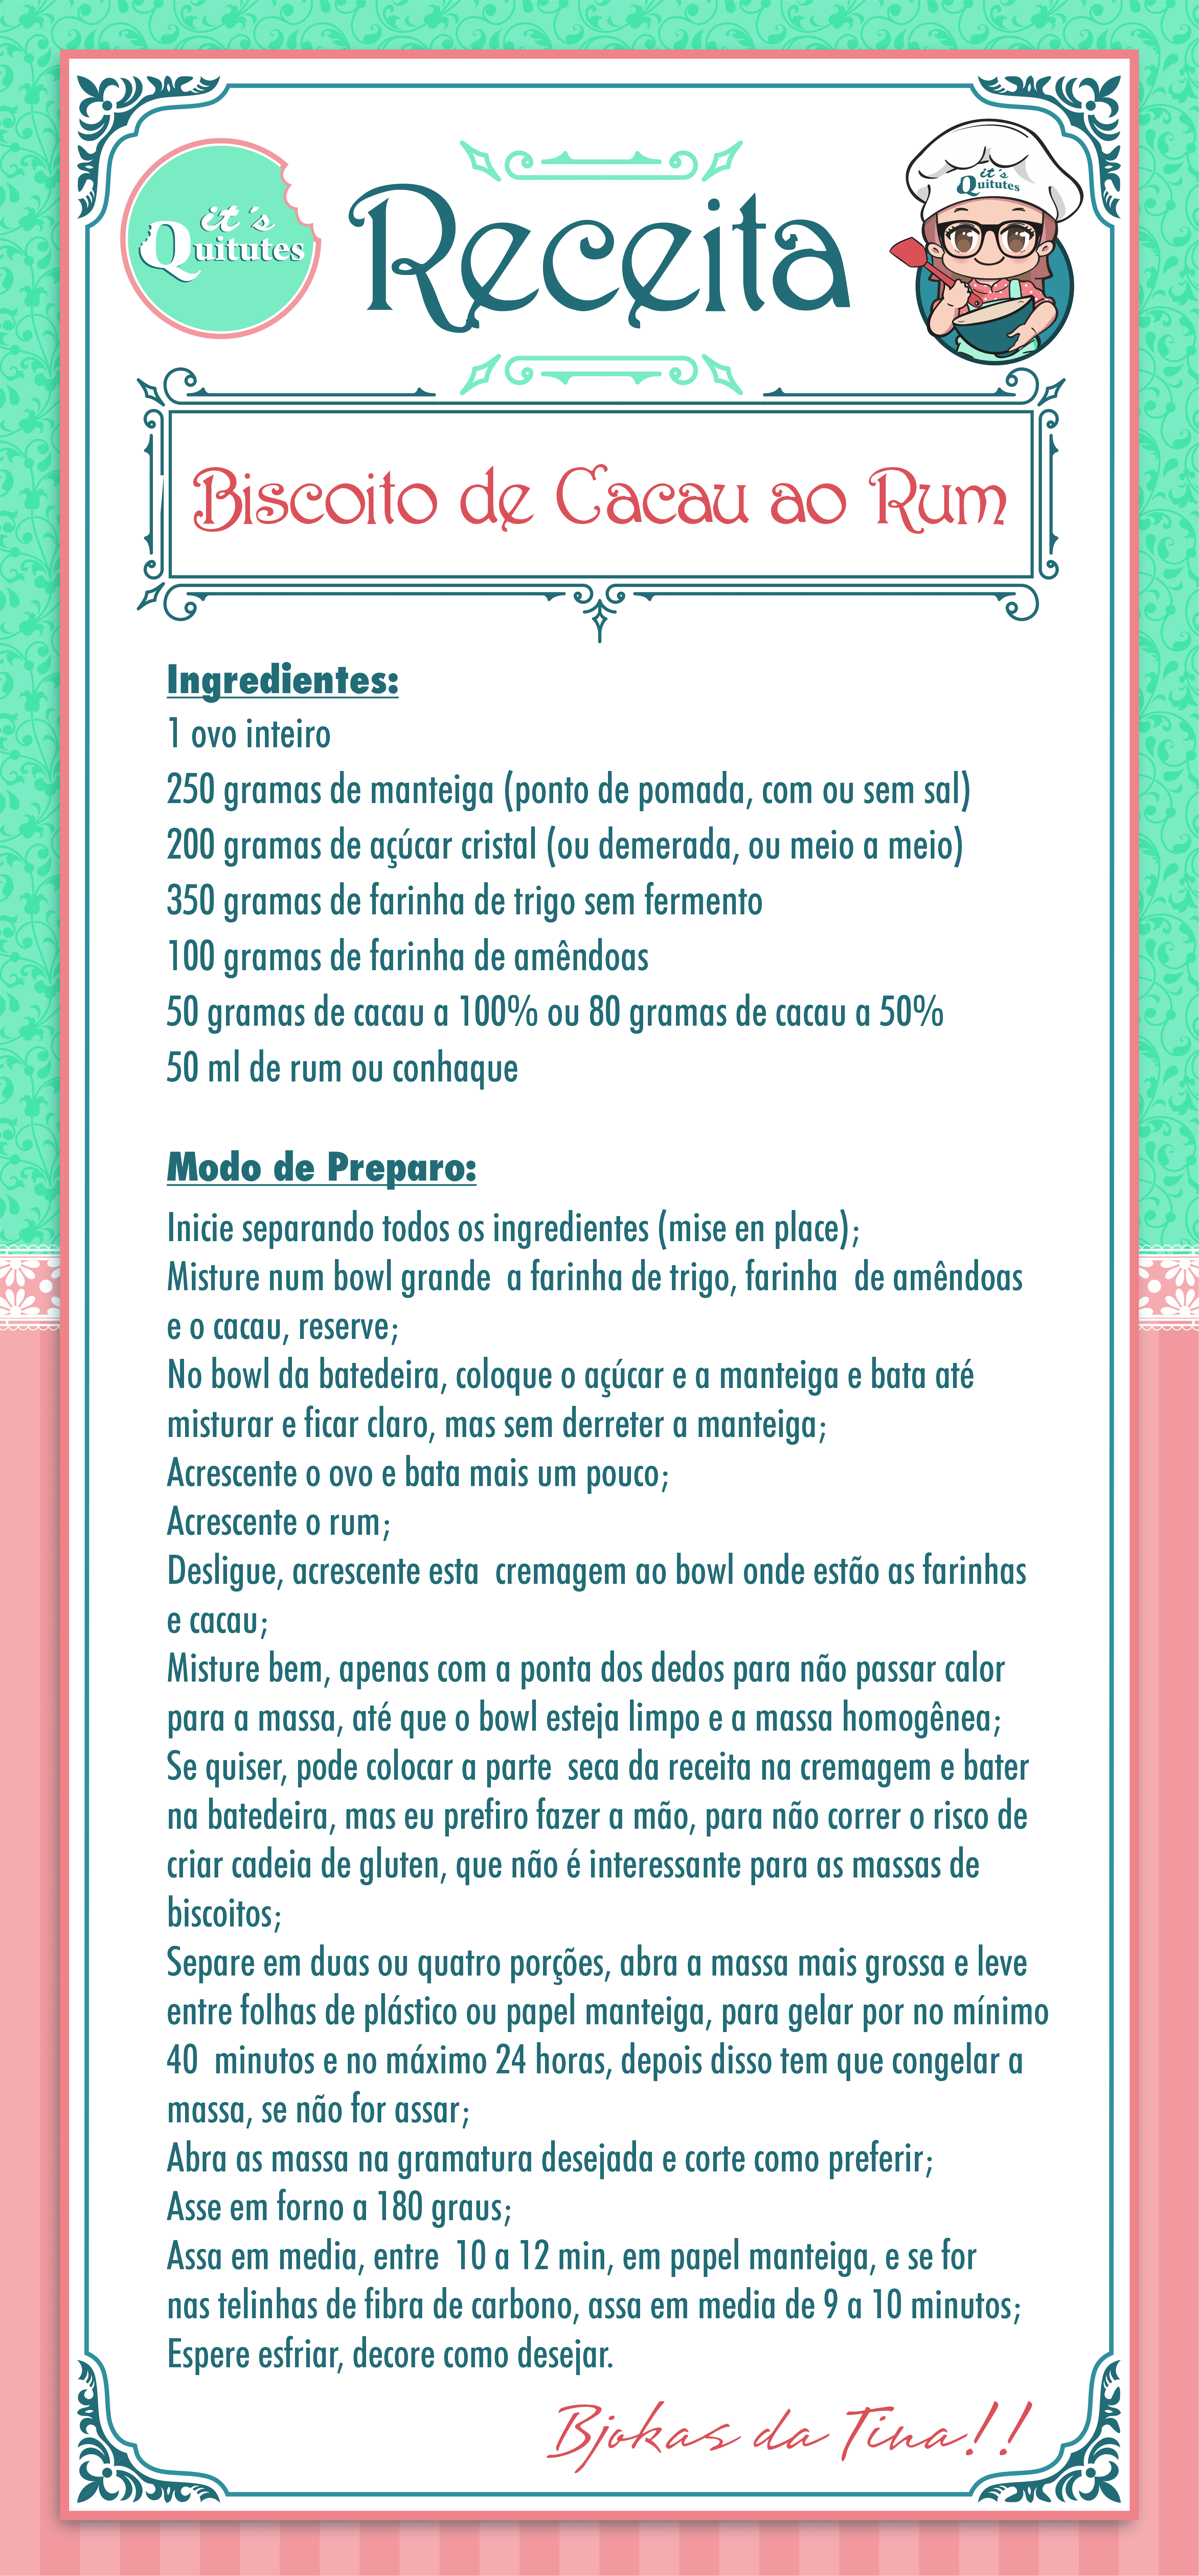 it's
Quitutes
Receita
it's
Quitutes
Biscoito de Cacau ao Rum
Ingredientes:
1 ovo inteiro
250 gramas de manteiga (ponto de pomada, com ou sem sal)
200 gramas de açúcar cristal (ou demerada, ou meio a meio)
350 gramas de farinha de trigo sem fermento
100 gramas de farinha de amêndoas
50 gramas de cacau a 100% ou 80 gramas de cacau a 50%
50 ml de rum ou conhaque
Modo de Preparo:
Inicie separando todos os ingredientes (mise en place);
Misture num bowl grande a farinha de trigo, farinha de amêndoas
e o cacau, reserve;
No bowl da batedeira, coloque o açúcar e a manteiga e bata até
misturar e ficar claro, mas sem derreter a manteiga;
Acrescente o ovo e bata mais um pouco;
Acrescente o rum;
Desligue, acrescente esta cremagem ao bowl onde estão as farinhas
e cacau;
Misture bem, apenas com a ponta dos dedos para não passar calor
para a massa, até que o bowl esteja limpo e a massa homogênea;
Se quiser, pode colocar a parte seca da receita na cremagem e bater
na batedeira, mas eu prefiro fazer a mão, para não correr o risco de
criar cadeia de gluten, que não é interessante para as massas de
biscoitos;
Separe em duas ou quatro porções, abra a massa mais grossa e leve
entre folhas de plástico ou papel manteiga, para gelar por no mínimo
40 minutos e no máximo 24 horas, depois disso tem que congelar a
massa, se não for assar;
Abra as massa na gramatura desejada e corte como preferir;
Asse em forno a 180 graus;
Assa em media, entre 10 a 12 min, em papel manteiga, e se for
nas telinhas de fibra de carbono, assa em media de 9 a 10 minutos;
Espere esfriar, decore como desejar.
Bjokas da Tina!!